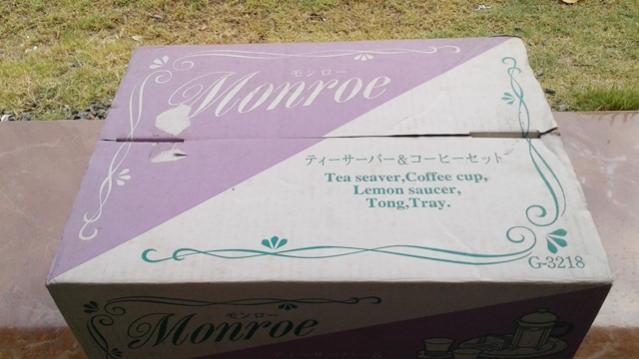 モンロー
Monroe
ティーサーバー&コーヒーセット
Tea seaver,Coffee cup,
Lemon saucer,
Tong,Tray.
G-3218
モンロー
Monroe